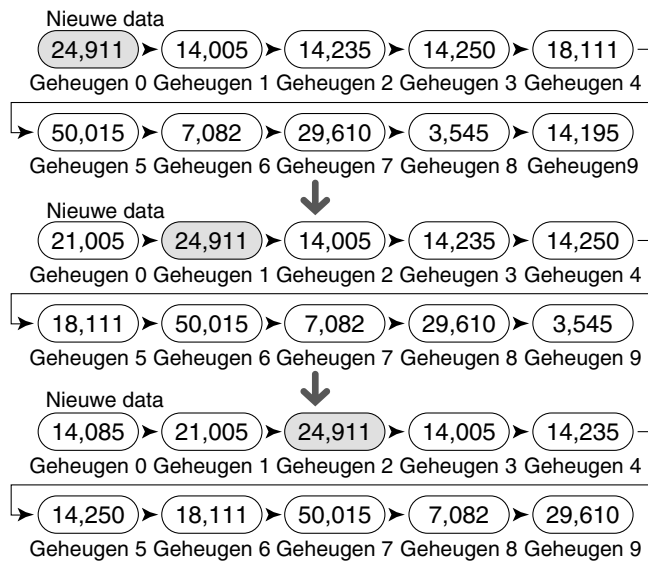 Nieuwe data
24,911 14,005 14,235 14,250 18,111
Geheugen 0 Geheugen 1 Geheugen 2 Geheugen 3 Geheugen 4
50,015 7,082 29,610 3,545 14,195
Geheugen 5 Geheugen 6 Geheugen 7 Geheugen 8 Geheugen9
Nieuwe data
21,005 24,911 14,005 14,235 14,250
Geheugen 0 Geheugen 1 Geheugen 2 Geheugen 3 Geheugen 4
18,111 50,015 7,082 29,610 3,545
Geheugen 5 Geheugen 6 Geheugen 7 Geheugen 8 Geheugen 9
Nieuwe data
14,085 21,005 24,911 14,005 14,235
Geheugen 0 Geheugen 1 Geheugen 2 Geheugen 3 Geheugen 4
14,250 18,111 50,015 7,082 29,610
Geheugen 5 Geheugen 6 Geheugen 7 Geheugen 8 Geheugen 9